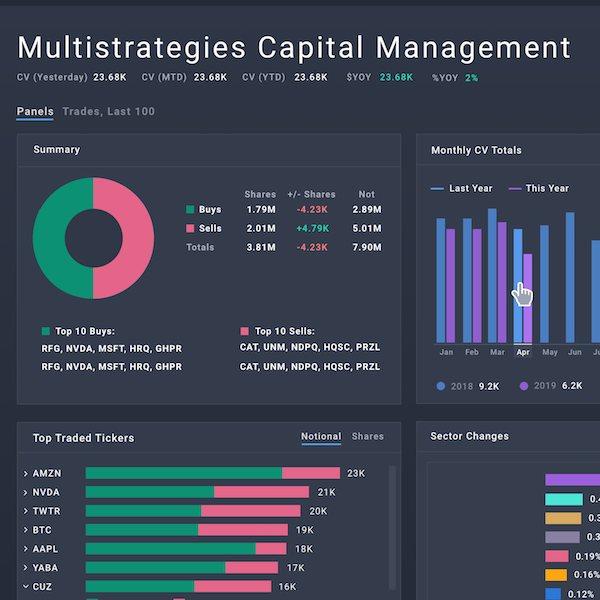 Multistrategies Capital Management
CV (Yesterday) 23.68K CV (MTD) 23.68K CV (YTD) 23.68K $YOY 23.68K %YOY 2%
Panels Trades, Last 100
Summary
Shares +/- Shares Not
Buys 1.79M -4.23K 2.89M
Sells 2.01M +4.79K 5.01M
Totals 3.81M -4.23K 7.90M
Top 10 Buys:
RFG, NVDA, MSFT, HRQ, GHPR
RFG, NVDA, MSFT, HRQ, GHPR
Top 10 Sells:
CAT, UNM, NDPQ, HQSC, PRZL
CAT, UNM, NDPQ, HQSC, PRZL
Monthly CV Totals
Last Year This Year
Jan Feb Mar Apr May Jun
2018 9.2K 2019 6.2K
Top Traded Tickers Notional Shares
AMZN 23K
NVDA 21K
TWTR 20K
BTC 19K
AAPL 18K
YABA 17K
CUZ 16K
Sector Changes
0.19%
0.16%
0.12%